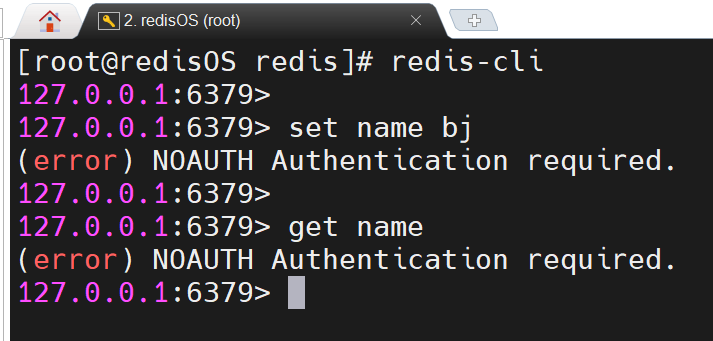 2. redisOS (root)
[root@redisOS redis]# redis-cli
127.0.0.1:6379>
127.0.0.1:6379> set name bj
(error) NOAUTH Authentication required.
127.0.0.1:6379>
127.0.0.1:6379> get name
(error) NOAUTH Authentication required.
127.0.0.1:6379>